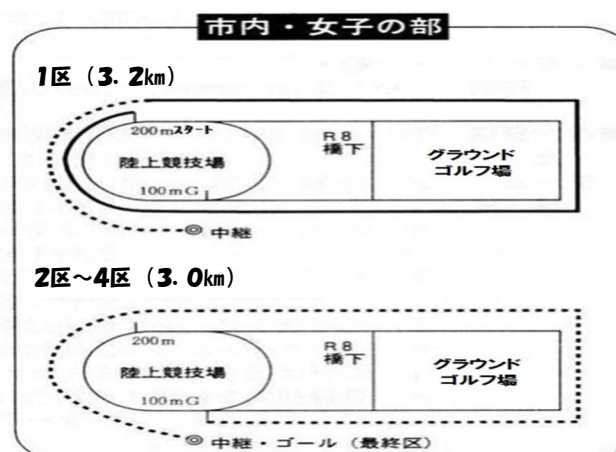 市内・女子の部
1区（3.2㎞）
200mスタート
陸上競技場
100mG
R8
橋下
グラウンド
ゴルフ場
◎ 中継
2区～4区（3.0㎞）
200m
陸上競技場
100mG
R8
橋下
グラウンド
ゴルフ場
◎ 中継・ゴール（最終区）